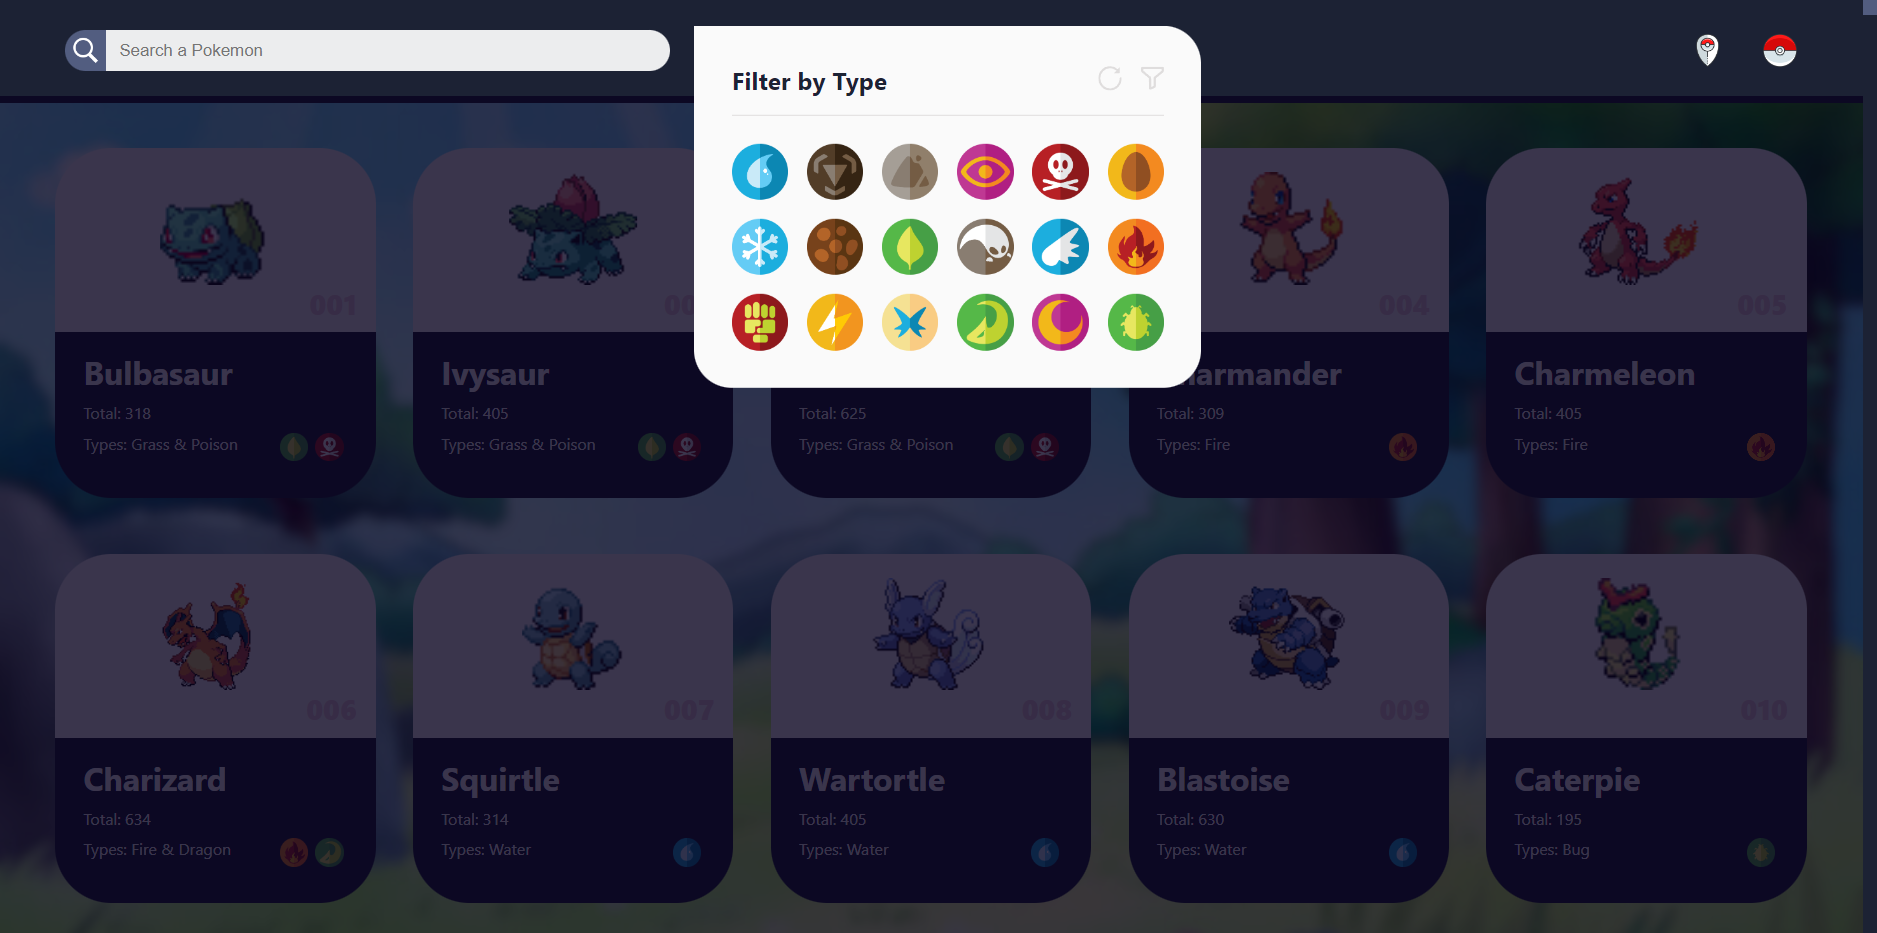 Search a Pokemon
Filter by Type
001
00
004
005
Bulbasaur
Ivysaur
armander
Charmeleon
Total: 318
Total: 405
Total: 625
Total: 309
Total: 405
Types: Grass & Poison
Types: Grass & Poison
Types: Grass & Poison
Types: Fire
Types: Fire
006
007
008
009
010
Charizard
Squirtle
Wartortle
Blastoise
Caterpie
Total: 634
Total: 314
Total: 405
Total: 630
Total: 195
Types: Fire & Dragon
Types: Water
Types: Water
Types: Water
Types: Bug